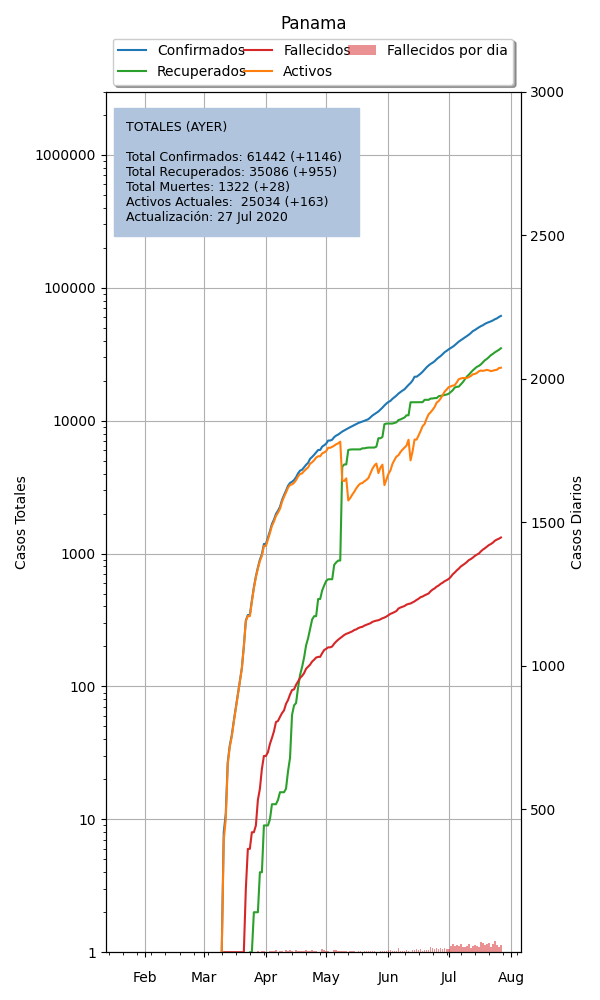 Panama
Confirmados
Fallecidos
Fallecidos por dia
Recuperados
Activos
TOTALES (AYER)
Total Confirmados: 61442 (+1146)
Total Recuperados: 35086 (+955)
Total Muertes: 1322 (+28)
Activos Actuales:  25034 (+163)
Actualización: 27 Jul 2020
Casos Totales
1000000
100000
10000
1000
100
10
1
Casos Diarios
3000
2500
2000
1500
1000
500
Feb Mar Apr May Jun Jul Aug